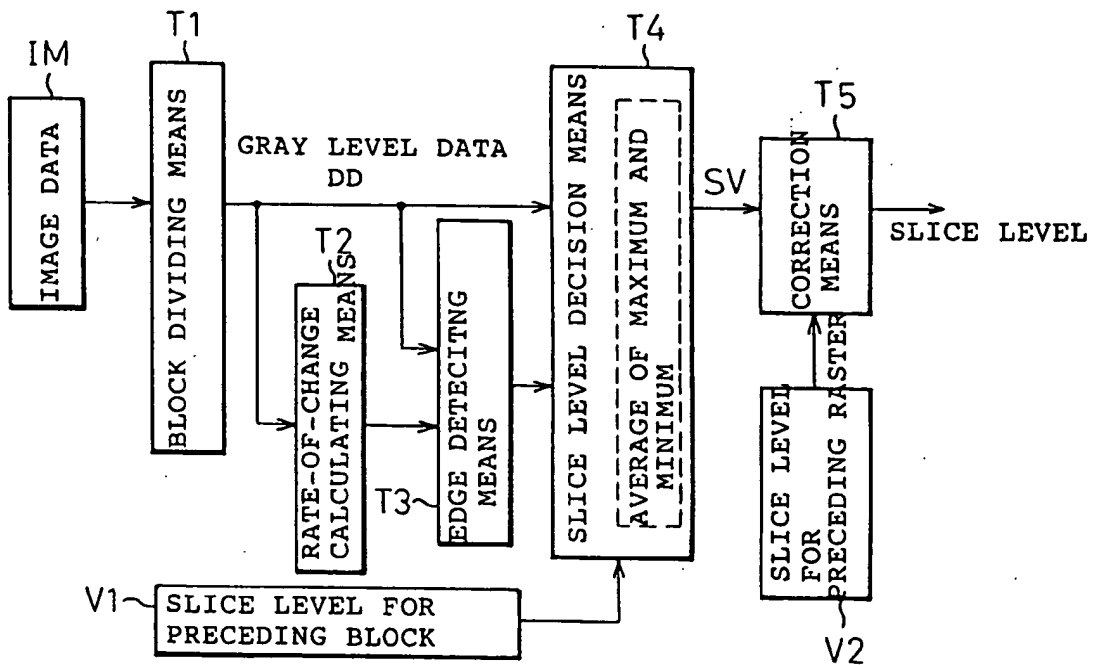 IM
IMAGE DATA
T1
BLOCK DIVIDING MEANS
GRAY LEVEL DATA
DD
T2
RATE-OF-CHANGE
CALCULATING MEANS
T3
EDGE DETECITNG
MEANS
T4
SLICE LEVEL DECISION MEANS
AVERAGE OF MAXIMUM AND
MINIMUM
SV
T5
CORRECTION
MEANS
SLICE LEVEL
V1
SLICE LEVEL FOR
PRECEDING BLOCK
SLICE LEVEL
FOR
PRECEDING RASTER
V2